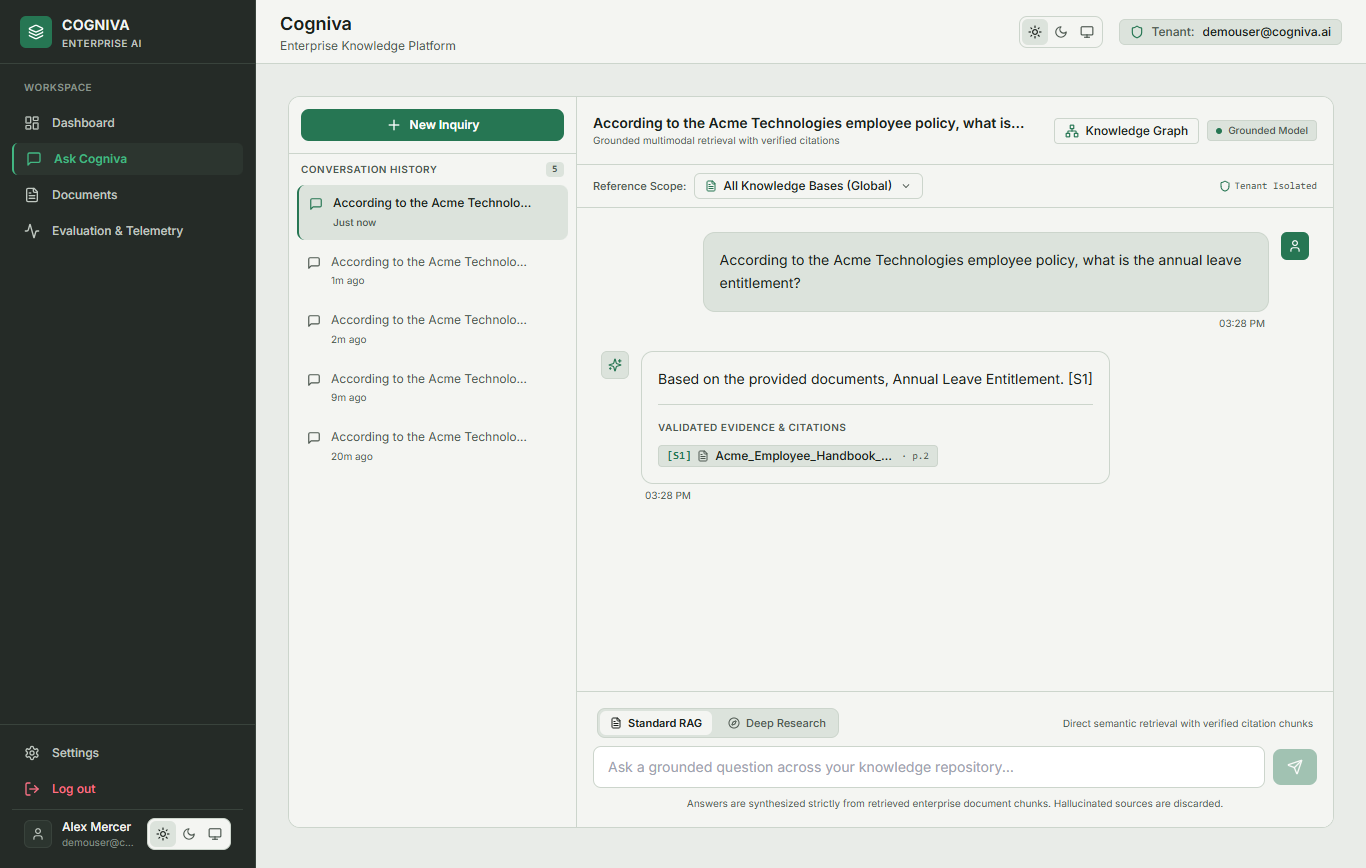 COGNIVA
ENTERPRISE AI
WORKSPACE
Dashboard
Ask Cogniva
Documents
Evaluation & Telemetry
Settings
Log out
Alex Mercer
demouser@c...
Cogniva
Enterprise Knowledge Platform
Tenant: demouser@cogniva.ai
New Inquiry
CONVERSATION HISTORY 5
According to the Acme Technolo...
Just now
According to the Acme Technolo...
1m ago
According to the Acme Technolo...
2m ago
According to the Acme Technolo...
9m ago
According to the Acme Technolo...
20m ago
According to the Acme Technologies employee policy, what is...
Grounded multimodal retrieval with verified citations
Knowledge Graph
Grounded Model
Reference Scope: All Knowledge Bases (Global)
Tenant Isolated
According to the Acme Technologies employee policy, what is the annual leave
entitlement?
03:28 PM
Based on the provided documents, Annual Leave Entitlement. [S1]
VALIDATED EVIDENCE & CITATIONS
[S1] Acme_Employee_Handbook_... · p.2
03:28 PM
Standard RAG
Deep Research
Direct semantic retrieval with verified citation chunks
Ask a grounded question across your knowledge repository...
Answers are synthesized strictly from retrieved enterprise document chunks. Hallucinated sources are discarded.